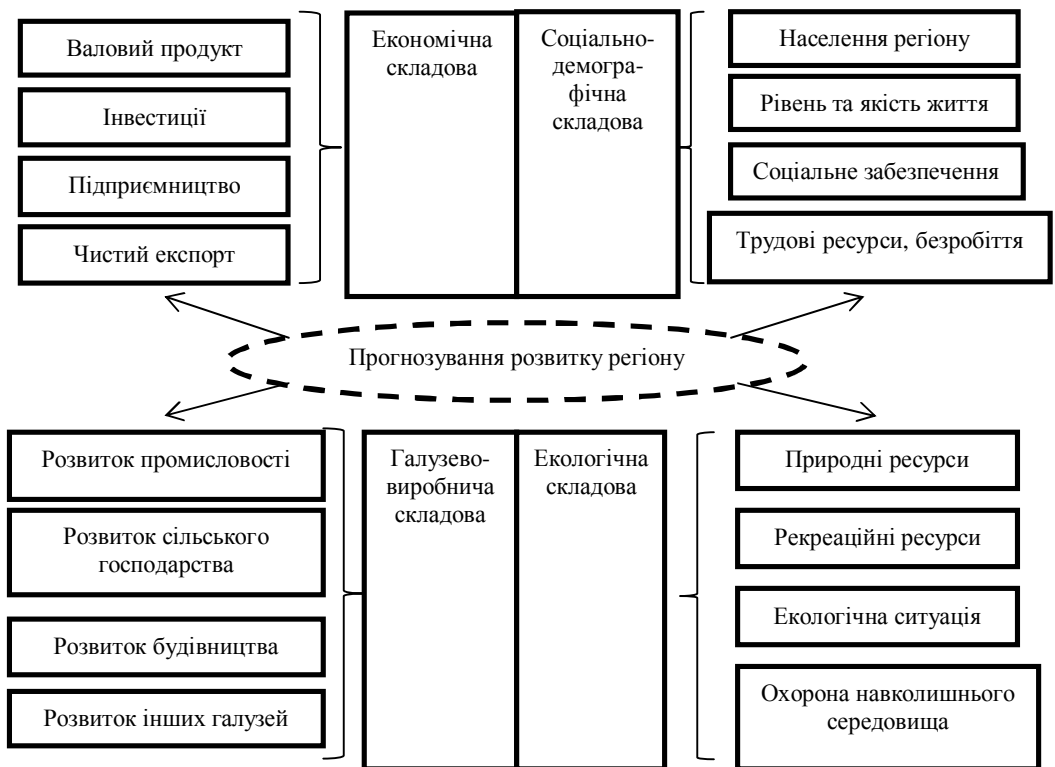 Валовий продукт
Інвестиції
Підприємництво
Чистий експорт
Економічна
складова
Соціально-
демогра-
фічна
складова
Населення регіону
Рівень та якість життя
Соціальне забезпечення
Трудові ресурси, безробіття
Прогнозування розвитку регіону
Розвиток промисловості
Розвиток сільського
господарства
Розвиток будівництва
Розвиток інших галузей
Галузево-
виробнича
складова
Екологічна
складова
Природні ресурси
Рекреаційні ресурси
Екологічна ситуація
Охорона навколишнього
середовища